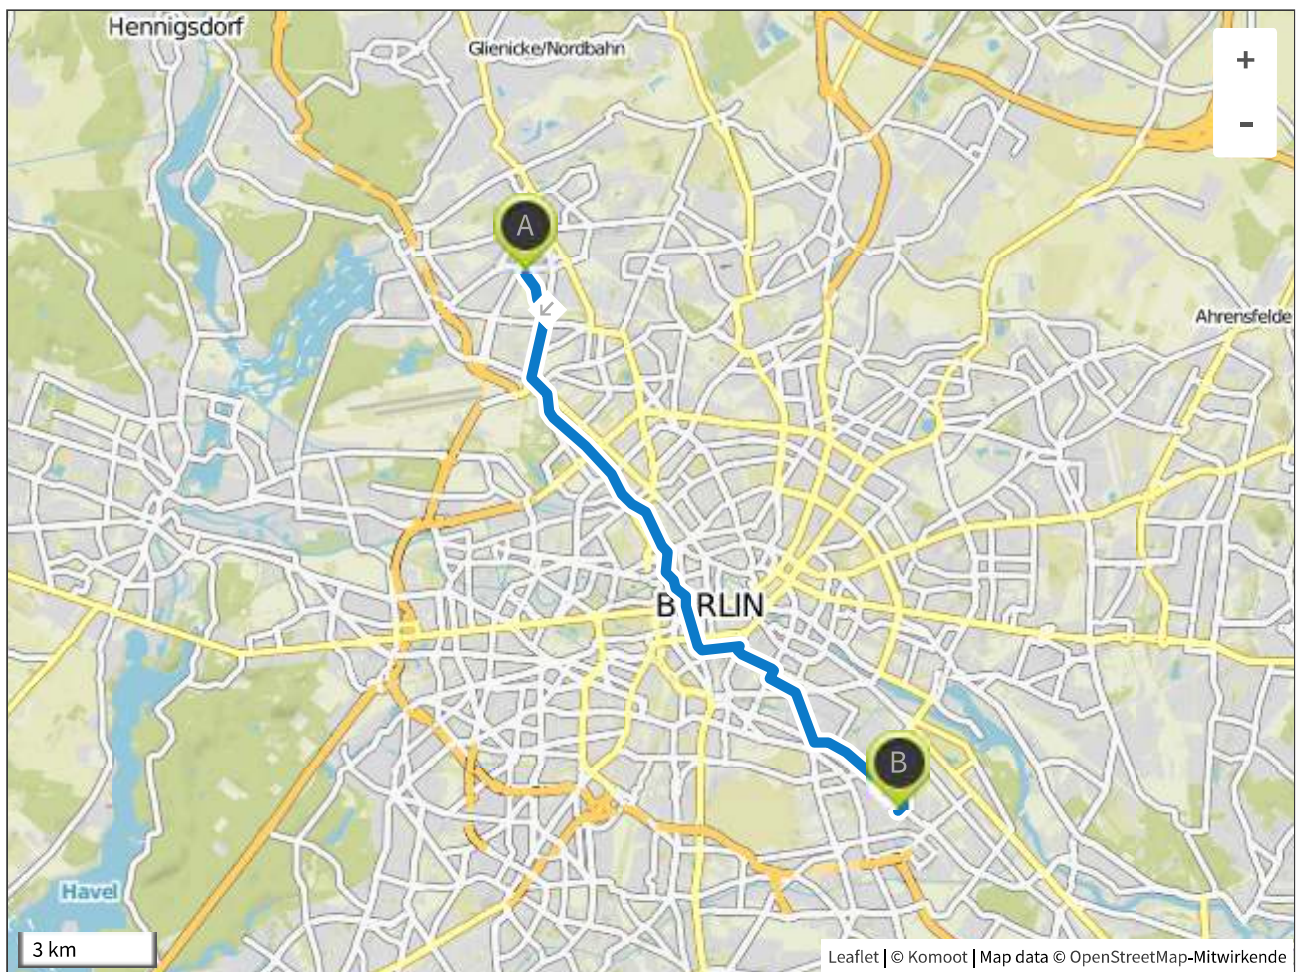 Hennigsdorf
Glienicke/Nordbahn
+
-
A
Ahrensfelde
B RLIN
B
Havel
3 km
Leaflet | © Komoot | Map data © OpenStreetMap-Mitwirkende